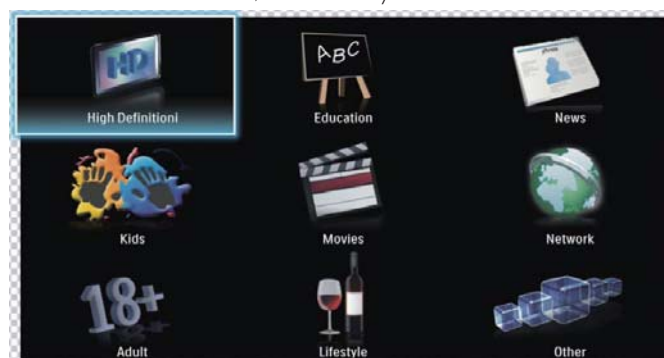 HD
High Definitioni
ABC
Education
News
Kids
Movies
Network
18+
Adult
Lifestyle
Other